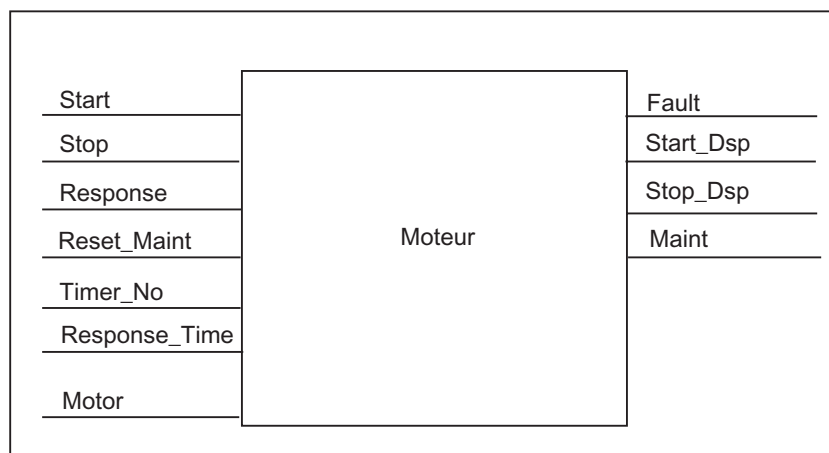 Start
Stop
Response
Reset_Maint
Timer_No
Response_Time
Motor
Moteur
Fault
Start_Dsp
Stop_Dsp
Maint